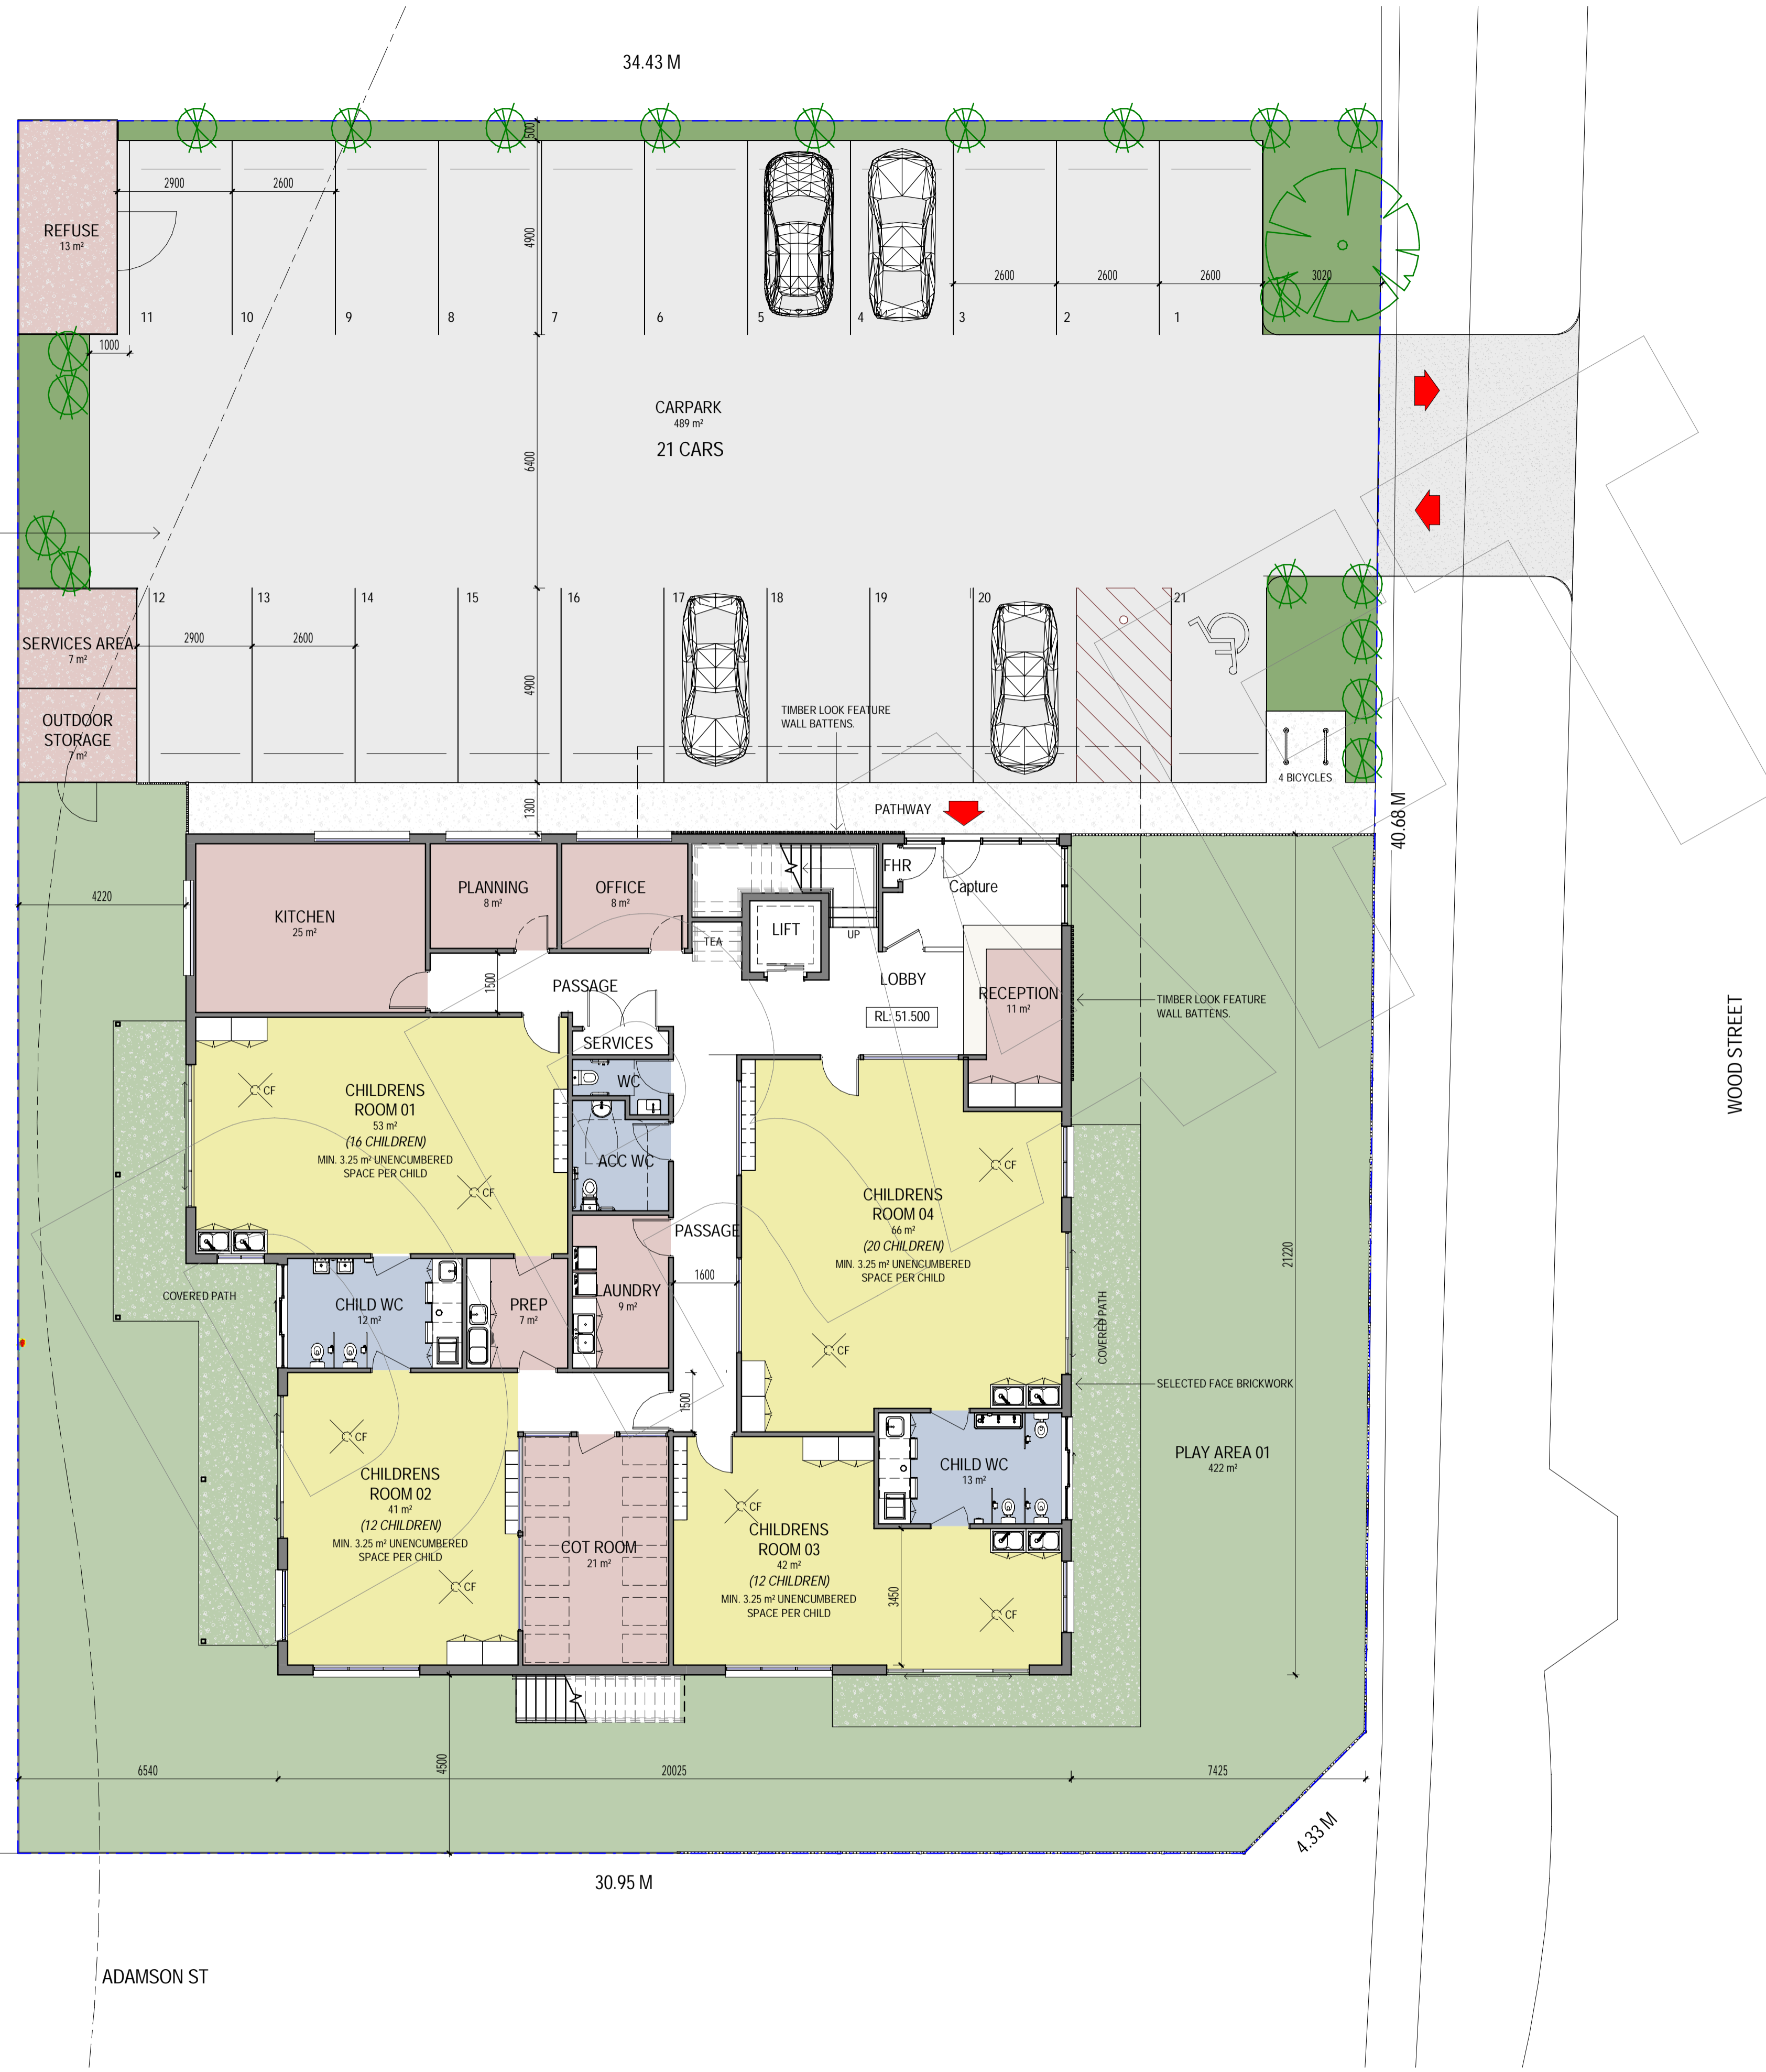 34.43 M
500
2900
2600
REFUSE
13 m²
4900
2600
2600
2600
3020
11
10
9
8
7
6
5
4
3
2
1
1000
CARPARK
489 m²
21 CARS
6400
12
13
14
15
16
17
18
19
20
21
2900
2600
SERVICES AREA
7 m²
4900
OUTDOOR
STORAGE
7 m²
TIMBER LOOK FEATURE
WALL BATTENS.
4 BICYCLES
1300
PATHWAY
40.68 M
4220
KITCHEN
25 m²
PLANNING
8 m²
OFFICE
8 m²
FHR
Capture
LIFT
UP
TEA
1500
PASSAGE
LOBBY
RL: 51.500
RECEPTION
11 m²
TIMBER LOOK FEATURE
WALL BATTENS.
WOOD STREET
SERVICES
WC
ACC WC
CF
CHILDRENS
ROOM 01
53 m²
(16 CHILDREN)
MIN. 3.25 m² UNENCUMBERED
SPACE PER CHILD
CF
CF
CHILDRENS
ROOM 04
66 m²
(20 CHILDREN)
MIN. 3.25 m² UNENCUMBERED
SPACE PER CHILD
CF
PASSAGE
1600
21220
COVERED PATH
CHILD WC
12 m²
PREP
7 m²
LAUNDRY
9 m²
COVERED PATH
SELECTED FACE BRICKWORK
1500
CF
CHILDRENS
ROOM 02
41 m²
(12 CHILDREN)
MIN. 3.25 m² UNENCUMBERED
SPACE PER CHILD
CF
COT ROOM
21 m²
CF
CHILDRENS
ROOM 03
42 m²
(12 CHILDREN)
MIN. 3.25 m² UNENCUMBERED
SPACE PER CHILD
CF
3450
CHILD WC
13 m²
PLAY AREA 01
422 m²
6540
4500
20025
7425
4.33 M
30.95 M
ADAMSON ST